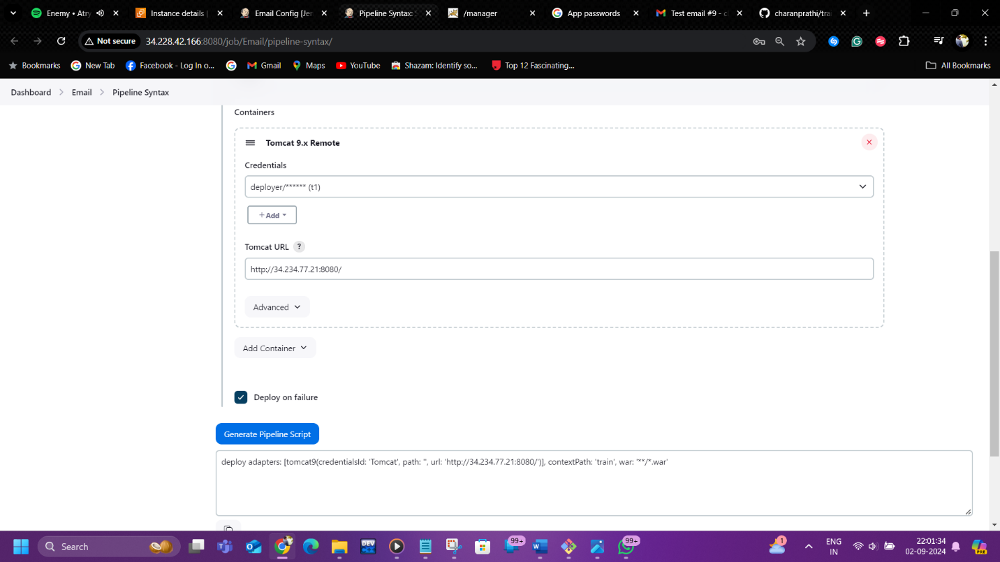 Enemy • Atry
Instance details |
Email Config [Jer
Pipeline Syntax:
/manager
App passwords
Test email #9 - c
charanprathi/trai
Not secure
34.228.42.166:8080/job/Email/pipeline-syntax/
Bookmarks
New Tab
Facebook - Log In o...
Gmail
Maps
YouTube
Shazam: Identify so...
Top 12 Fascinating...
All Bookmarks
Dashboard
Email
Pipeline Syntax
Containers
Tomcat 9.x Remote
Credentials
deployer/****** (t1)
+ Add
Tomcat URL ?
http://34.234.77.21:8080/
Advanced
Add Container
Deploy on failure
Generate Pipeline Script
deploy adapters: [tomcat9(credentialsId: 'Tomcat', path: '', url: 'http://34.234.77.21:8080/')], contextPath: 'train', war: '**/*.war'
Search
DEV
99+
99+
1
ENG
IN
22:01:34
02-09-2024
PRE